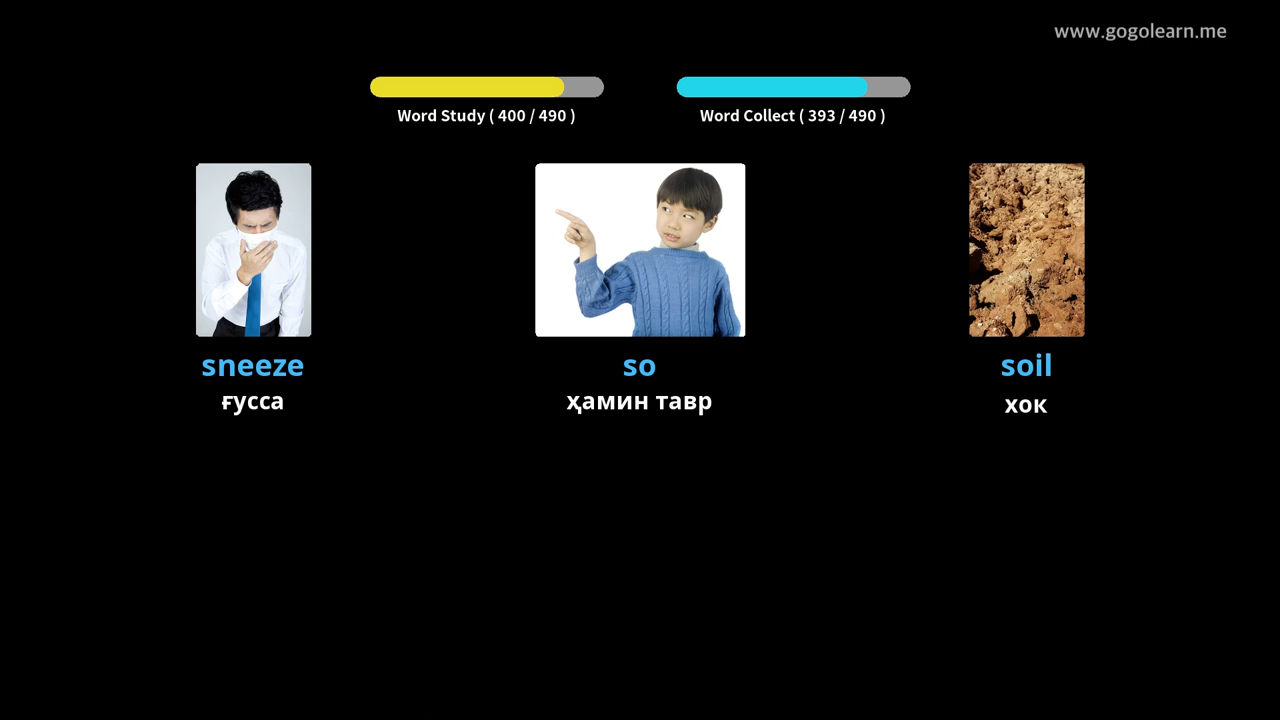 www.gogolearn.me
Word Study ( 400 / 490 )
Word Collect ( 393 / 490 )
sneeze
ғусса
so
ҳамин тавр
soil
хок